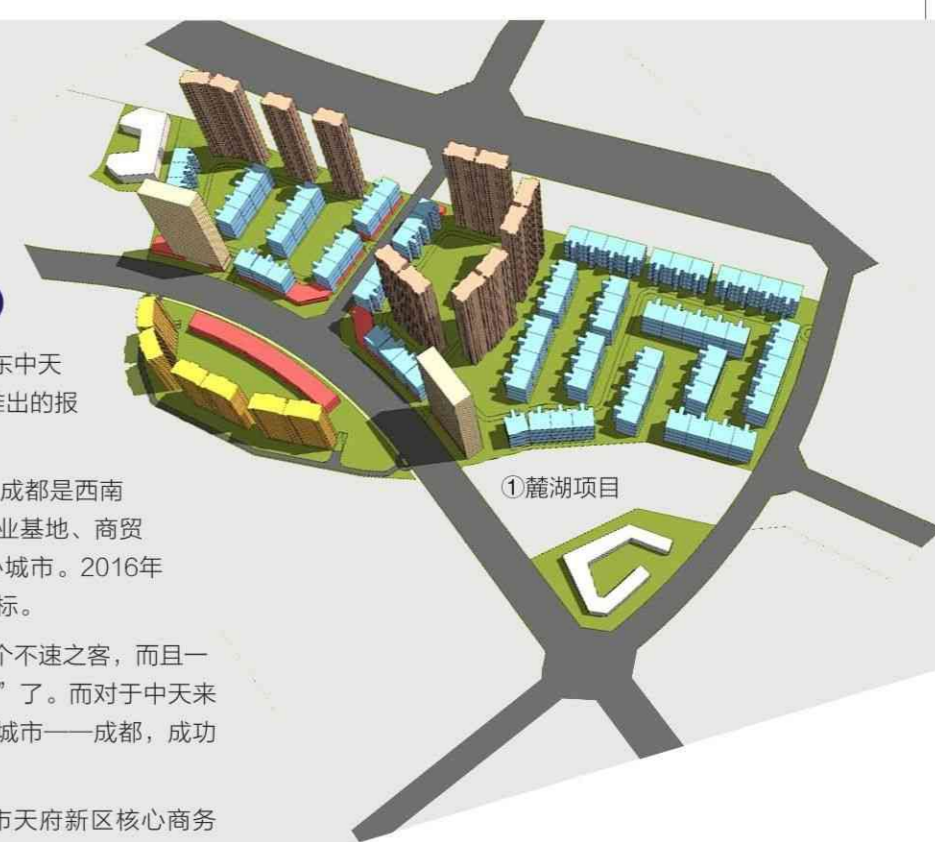 东中天
推出的报
成都是西南
业基地、商贸
心城市。2016年
标。
个不速之客，而且一
”了。而对于中天来
城市——成都，成功
市天府新区核心商务
①麓湖项目